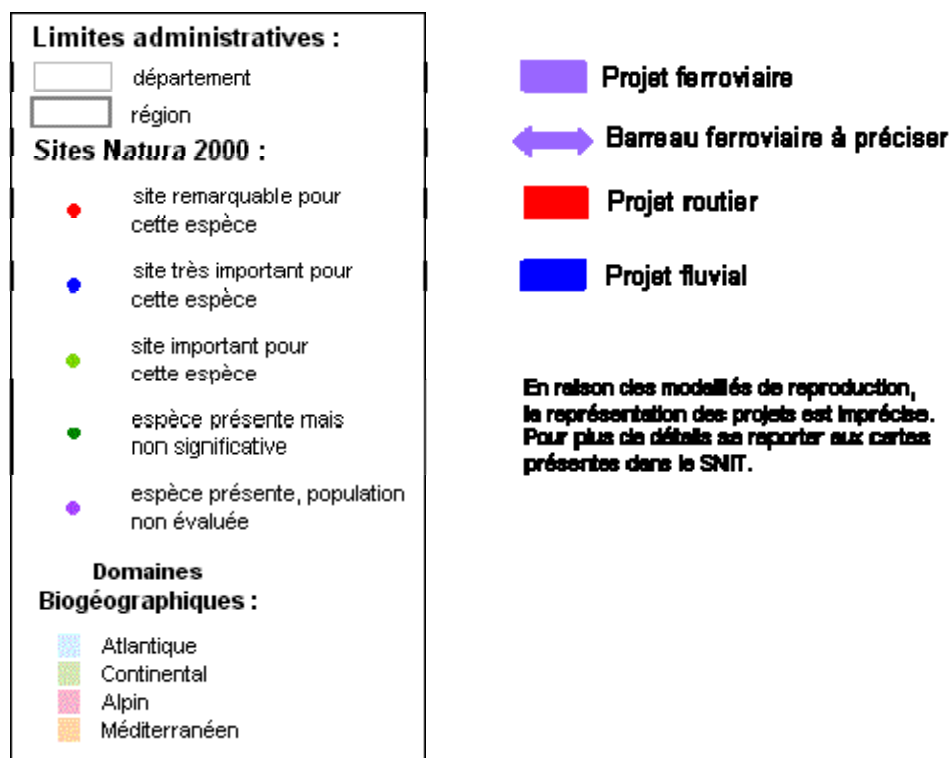 Limites administratives :
département
région
Sites Natura 2000 :
site remarquable pour
cette espèce
site très important pour
cette espèce
site important pour
cette espèce
espèce présente mais
non significative
espèce présente, population
non évaluée
Domaines
Biogéographiques :
Atlantique
Continental
Alpin
Méditerranéen
Projet ferroviaire
Barreau ferroviaire à préciser
Projet routier
Projet fluvial
En raison des modalités de reproduction,
la représentation des projets est imprécise.
Pour plus de détails se reporter aux cartes
présentes dans le SNIT.